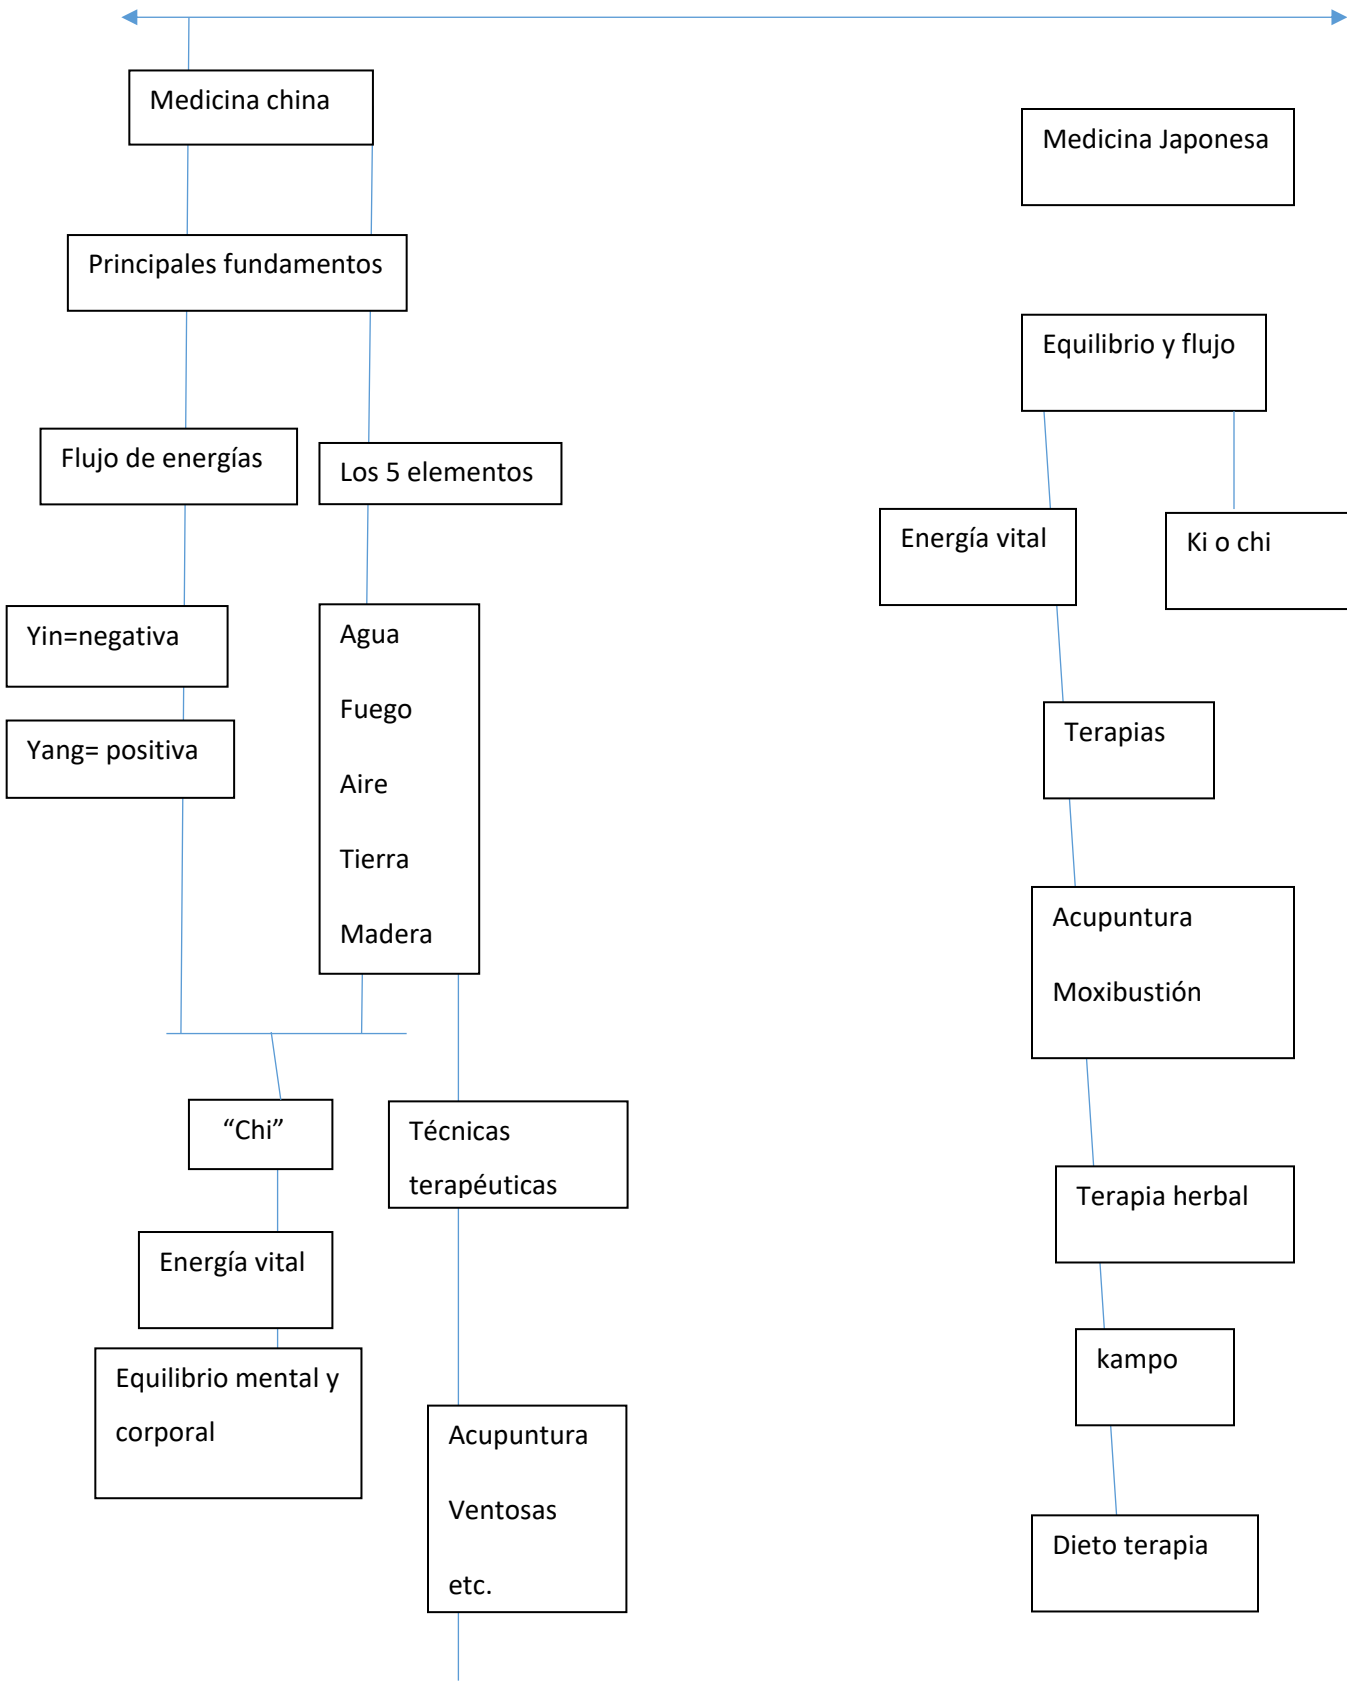 Medicina china
Principales fundamentos
Flujo de energías
Los 5 elementos
Yin=negativa
Yang= positiva
Agua
Fuego
Aire
Tierra
Madera
“Chi”
Energía vital
Equilibrio mental y
corporal
Técnicas
terapéuticas
Acupuntura
Ventosas
etc.
Medicina Japonesa
Equilibrio y flujo
Energía vital
Ki o chi
Terapias
Acupuntura
Moxibustión
Terapia herbal
kampo
Dieto terapia